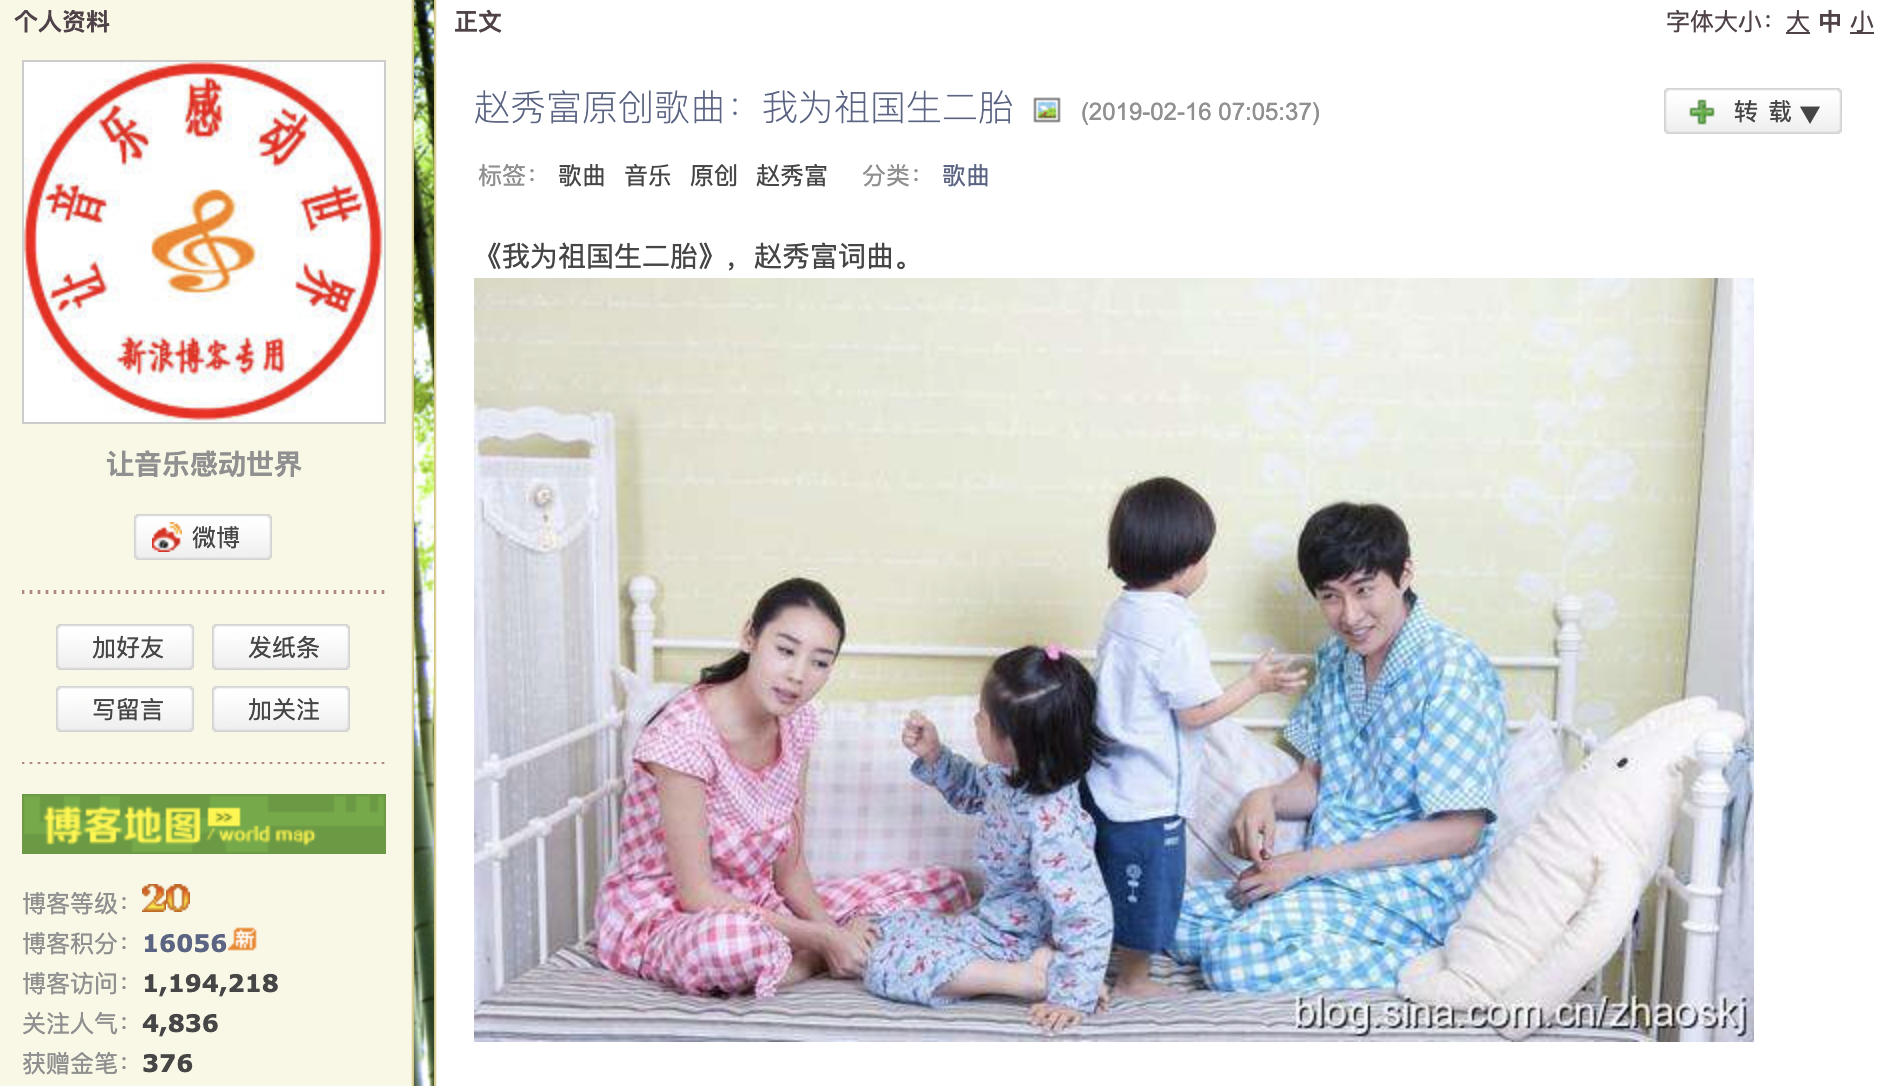 个人资料
让音乐感动世界
新浪博客专用
让音乐感动世界
微博
加好友 发纸条
写留言 加关注
博客地图 >> / world map
博客等级： 20
博客积分： 16056 新
博客访问： 1,194,218
关注人气： 4,836
获赠金笔： 376
正文
字体大小： 大 中 小
赵秀富原创歌曲：我为祖国生二胎 (2019-02-16 07:05:37)
转 载 ▼
标签： 歌曲 音乐 原创 赵秀富 分类： 歌曲
《我为祖国生二胎》，赵秀富词曲。
blog.sina.com.cn/zhaoskj